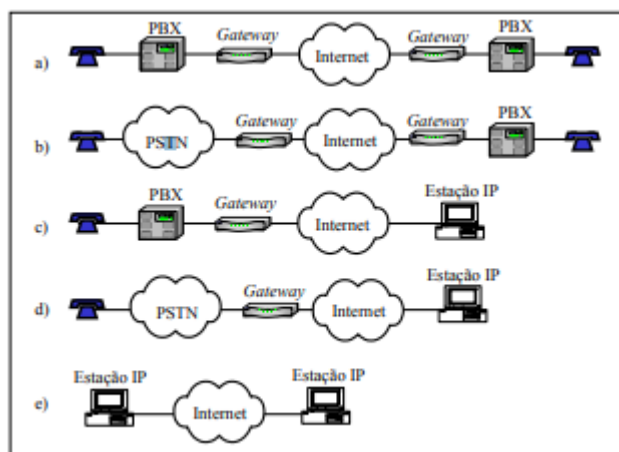 PBX Gateway Internet Gateway PBX
a)
PSTN Gateway Internet Gateway PBX
b)
PBX Gateway Internet Estação IP
c)
PSTN Gateway Internet Estação IP
d)
Estação IP Internet Estação IP
e)